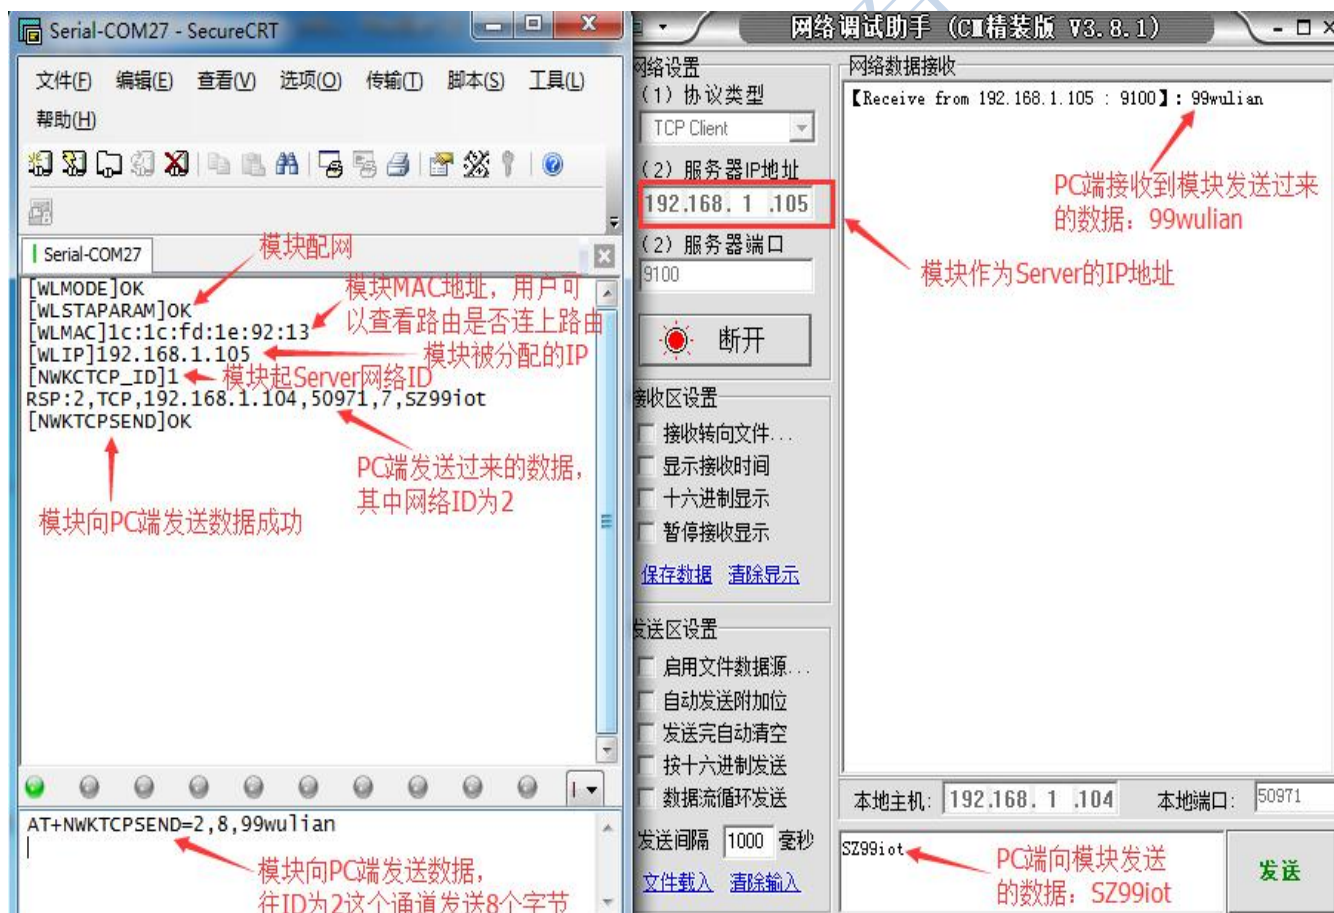 Serial-COM27 - SecureCRT
文件(F) 编辑(E) 查看(V) 选项(O) 传输(T) 脚本(S) 工具(L)
帮助(H)
Serial-COM27
模块配网
[WLMODE]OK
[WLSTAPARAM]OK
[WLMAC]1c:1c:fd:1e:92:13
[WLIP]192.168.1.105
[NWKCTCP_ID]1
RSP:2,TCP,192.168.1.104,50971,7,SZ99iot
[NWKTCPSEND]OK
模块MAC地址，用户可
以查看路由是否连上路由
模块被分配的IP
模块起Server网络ID
PC端发送过来的数据，
其中网络ID为2
模块向PC端发送数据成功
AT+NWKTCPSEND=2,8,99wulian
模块向PC端发送数据，
往ID为2这个通道发送8个字节
网络调试助手 （CⅡ精装版 V3.8.1）
网络设置
（1）协议类型
TCP Client
（2）服务器IP地址
192.168. 1 .105
（2）服务器端口
9100
断开
接收区设置
接收转向文件...
显示接收时间
十六进制显示
暂停接收显示
保存数据 清除显示
发送区设置
启用文件数据源...
自动发送附加位
发送完自动清空
按十六进制发送
数据流循环发送
发送间隔 1000 毫秒
文件载入 清除输入
网络数据接收
【Receive from 192.168.1.105 : 9100】：99wulian
PC端接收到模块发送过来
的数据：99wulian
模块作为Server的IP地址
本地主机: 192.168. 1 .104 本地端口: 50971
SZ99iot
PC端向模块发送
的数据：SZ99iot
发送